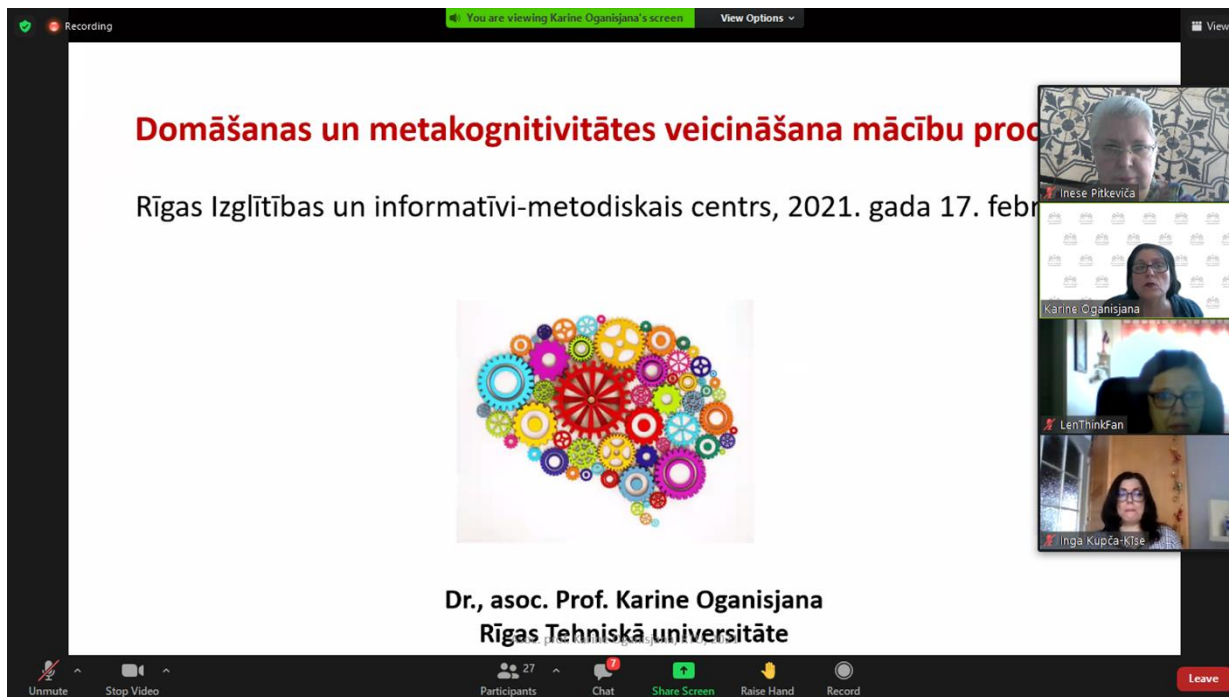 Recording
You are viewing Karine Oganisjana's screen
View Options
View
Domāšanas un metakognitivitātes veicināšana mācību proc
Rīgas Izglītības un informatīvi-metodiskais centrs, 2021. gada 17. febr
Inese Pitkeviča
Karine Oganisjana
LenThinkFan
Inga Kupča-Ķīse
Dr., asoc. Prof. Karine Oganisjana
Rīgas Tehniskā universitāte
Unmute
Stop Video
27
Participants
7
Chat
Share Screen
Raise Hand
Record
Leave